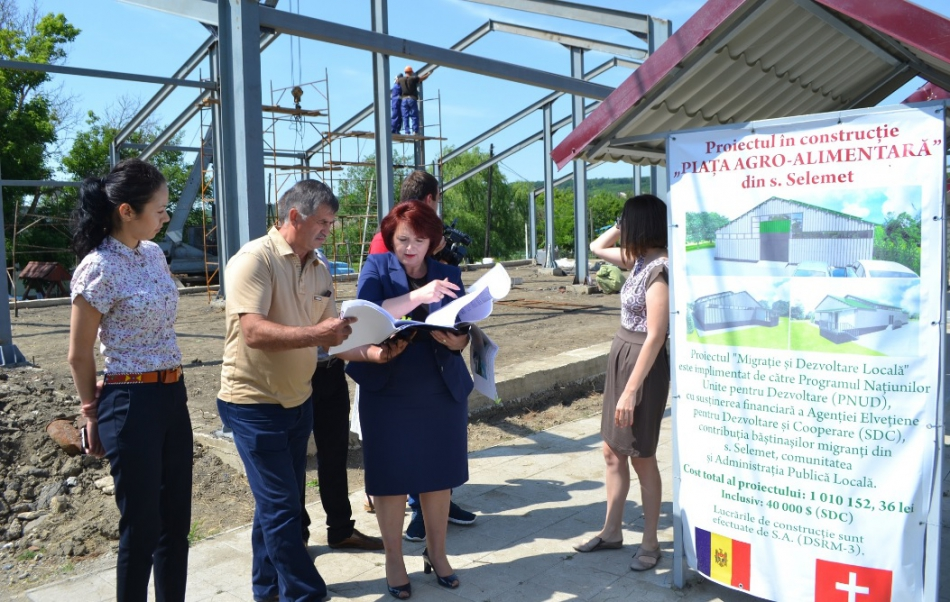 Proiectul în construcție
„PIAȚA AGRO-ALIMENTARĂ”
din s. Selemet
Proiectul "Migrație și Dezvoltare Locală"
este implimentat de către Programul Națiunilor
Unite pentru Dezvoltare (PNUD),
cu susținerea financiară a Agenției Elvețiene
pentru Dezvoltare și Cooperare (SDC),
contribuția băștinașilor migranți din
s. Selemet, comunitatea
și Administrația Publică Locală.
Cost total al proiectului: 1 010 152, 36 lei
Inclusiv: 40 000 $ (SDC)
Lucrările de construcție sunt
efectuate de S.A. (DSRM-3).